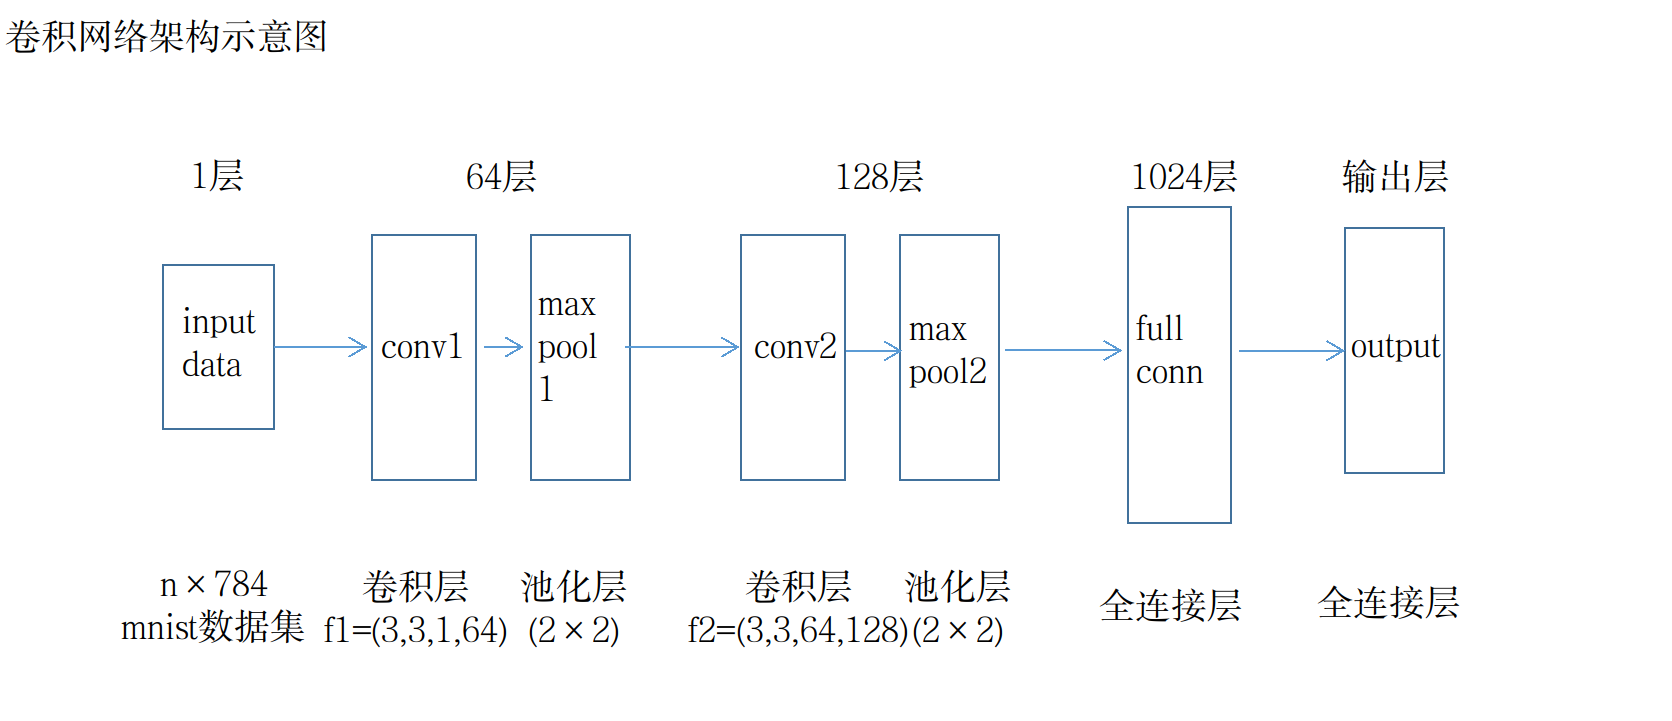 卷积网络架构示意图
1层
64层
128层
1024层
输出层
input
data
conv1
max
pool
1
conv2
max
pool2
full
conn
output
n×784
mnist数据集
卷积层
f1=(3,3,1,64)
池化层
(2×2)
卷积层
f2=(3,3,64,128)
池化层
(2×2)
全连接层
全连接层